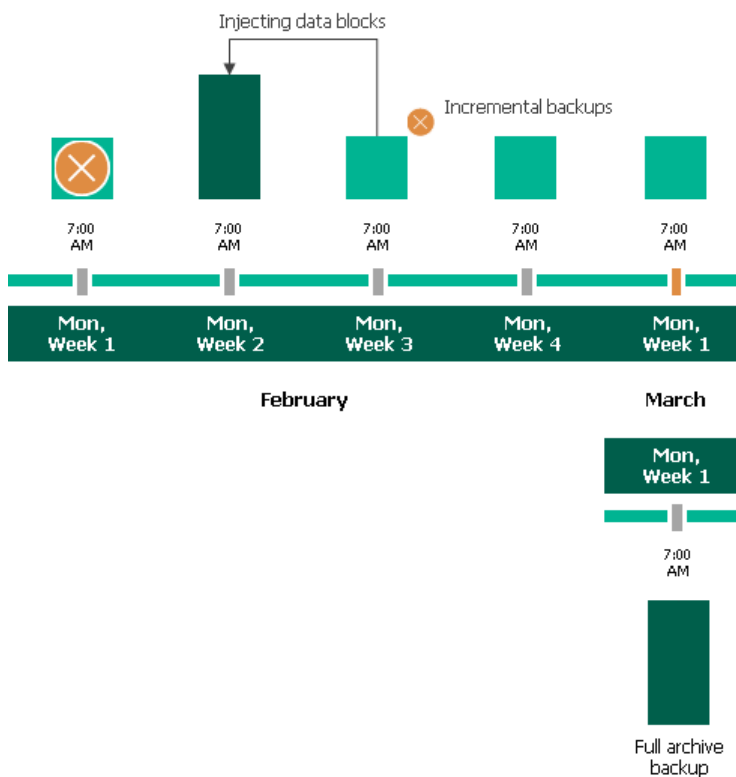 Injecting data blocks
Incremental backups
7:00
AM
7:00
AM
7:00
AM
7:00
AM
7:00
AM
Mon,
Week 1
Mon,
Week 2
Mon,
Week 3
Mon,
Week 4
Mon,
Week 1
February
March
Mon,
Week 1
7:00
AM
Full archive
backup